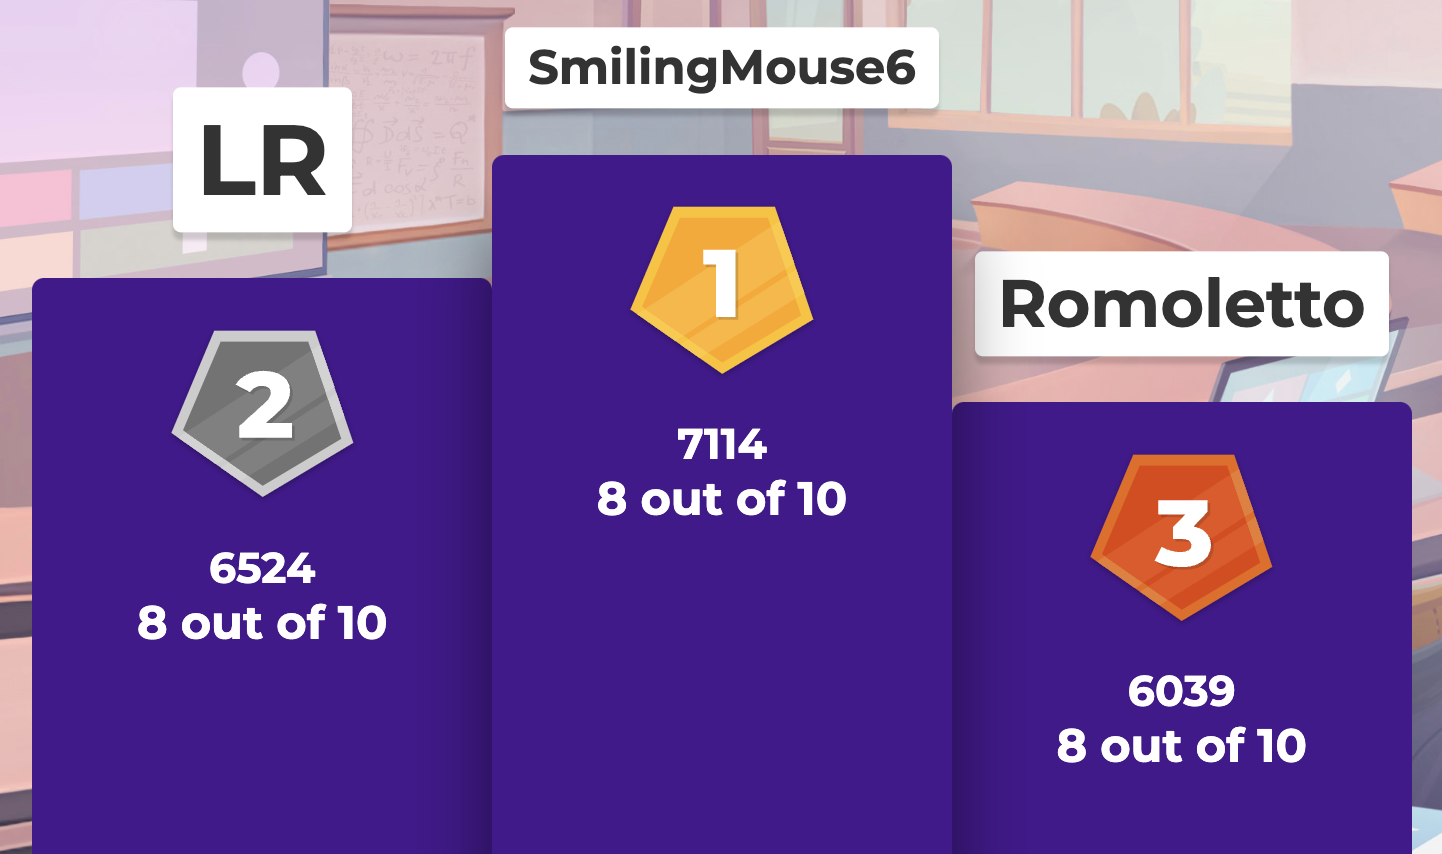 SmilingMouse6
1
7114
8 out of 10
LR
2
6524
8 out of 10
Romoletto
3
6039
8 out of 10